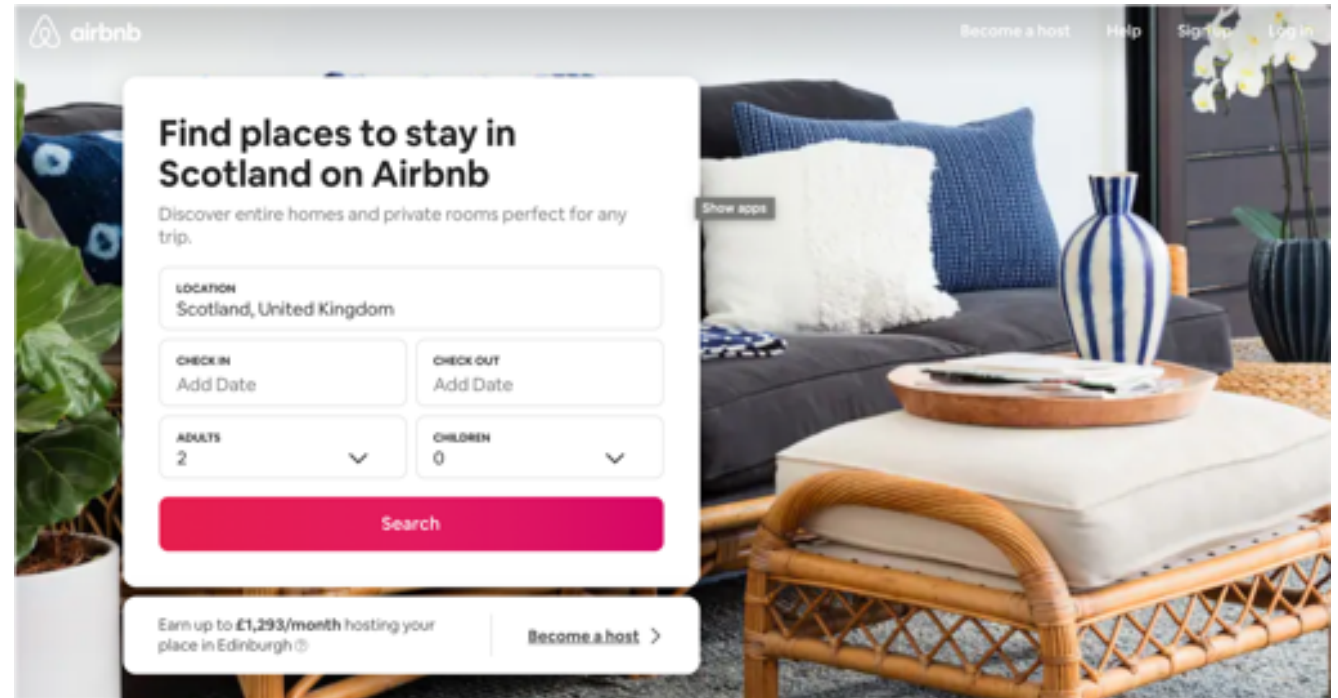 airbnb
Become a host Help Sign up Log in
Find places to stay in
Scotland on Airbnb
Discover entire homes and private rooms perfect for any
trip.
Show apps
LOCATION
Scotland, United Kingdom
CHECK IN CHECK OUT
Add Date Add Date
ADULTS CHILDREN
2 0
Search
Earn up to £1,293/month hosting your
place in Edinburgh
Become a host